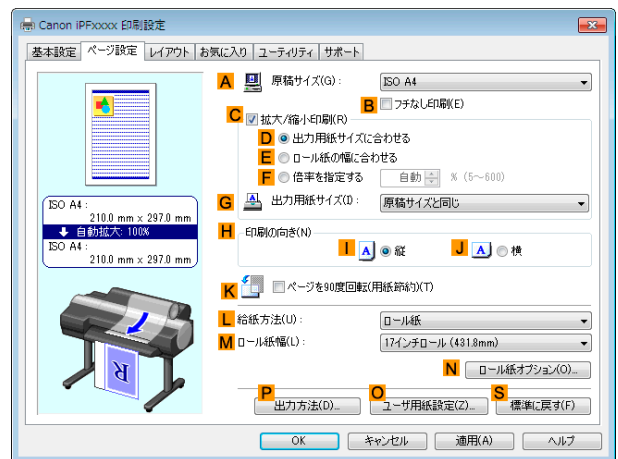 Canon iPFxxxx 印刷設定
基本設定 ページ設定 レイアウト お気に入り ユーティリティ サポート
A 原稿サイズ(G): ISO A4
B フチなし印刷(E)
C 拡大/縮小印刷(R)
D 出力用紙サイズに合わせる
E ロール紙の幅に合わせる
F 倍率を指定する 自動 % (5～600)
G 出力用紙サイズ(I): 原稿サイズと同じ
ISO A4:
210.0 mm x 297.0 mm
自動拡大: 100%
ISO A4:
210.0 mm x 297.0 mm
H 印刷の向き(N)
I A 縦 J A 横
K ページを90度回転(用紙節約)(T)
L 給紙方法(U): ロール紙
M ロール紙幅(L): 17インチロール (431.8mm)
R
N ロール紙オプション(O)...
P 出力方法(D)... O ユーザ用紙設定(Z)... S 標準に戻す(F)
OK キャンセル 適用(A) ヘルプ